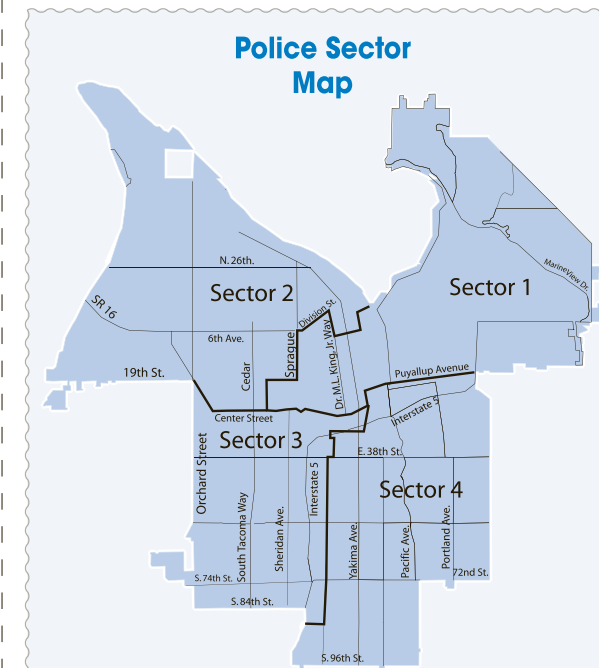 Police Sector
Map
N. 26th.
MarineView Dr.
Sector 1
Sector 2
SR 16
Division St.
6th Ave.
Sprague
Dr. M.L. King, Jr. Way
19th St.
Cedar
Puyallup Avenue
Center Street
Interstate 5
Sector 3
E. 38th St.
Orchard Street
Interstate 5
Sector 4
South Tacoma Way
Sheridan Ave.
Yakima Ave.
Pacific Ave.
Portland Ave.
S. 74th St.
72nd St.
S. 84th St.
S. 96th St.